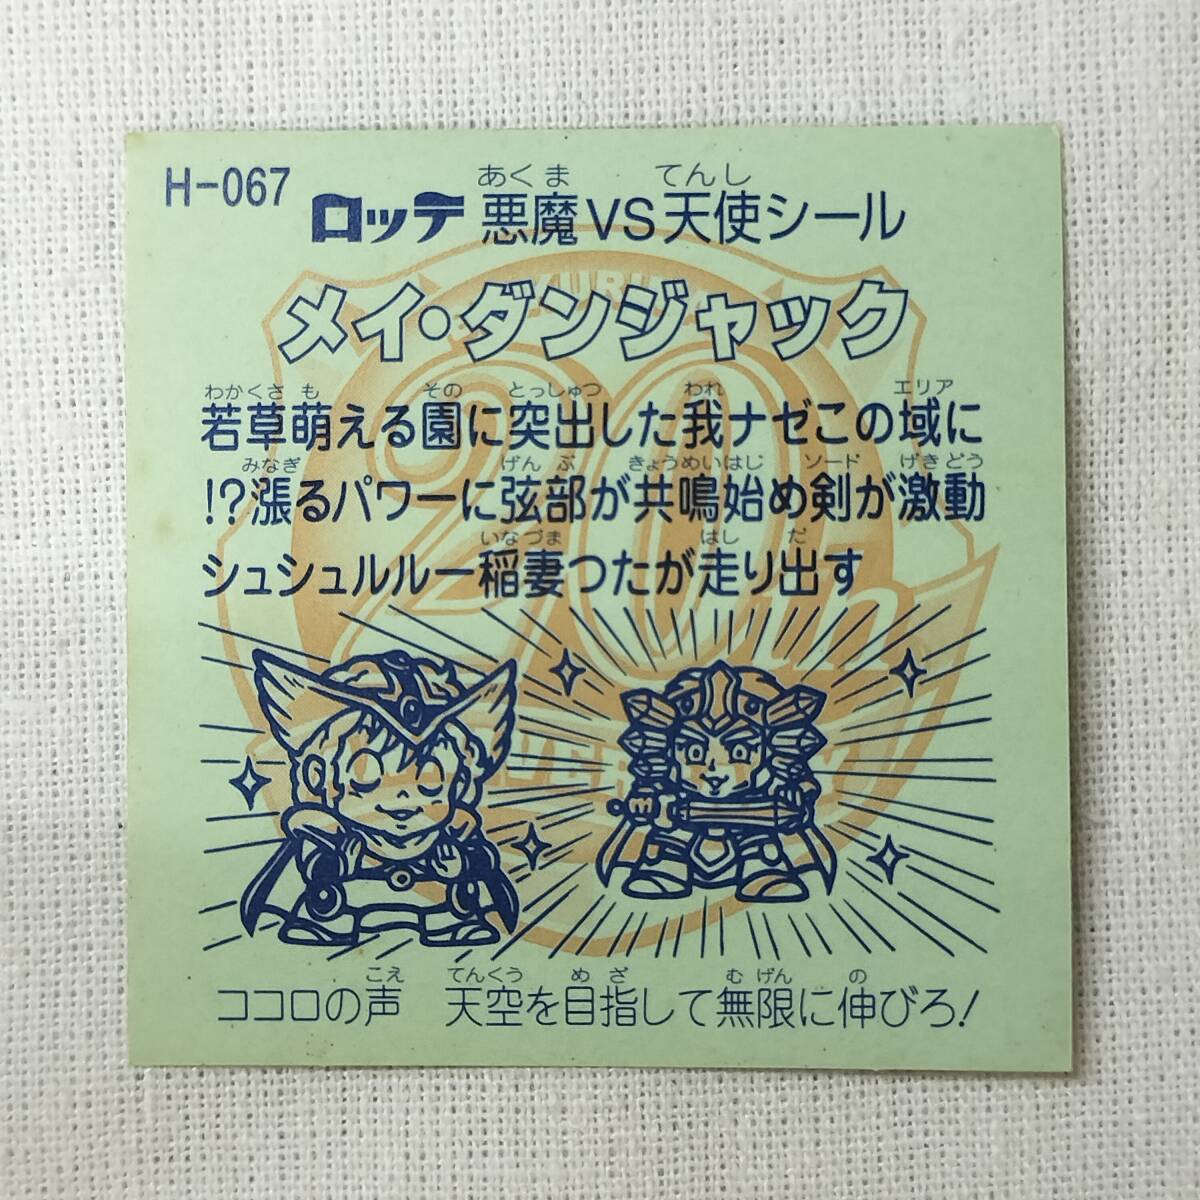 H-067
あくま てんし
ロッテ 悪魔VS天使シール
メイ・ダンジャック
わかくさ も その とっしゅつ われ エリア
若草萌える園に突出した我ナゼこの域に
みなぎ げんぶ きょうめいはじ ソード げきどう
!?漲るパワーに弦部が共鳴始め剣が激動
いなづま はし だ
シュシュルルー稲妻つたが走り出す
20th
こえ てんくう めざ むげん の
ココロの声 天空を目指して無限に伸びろ!